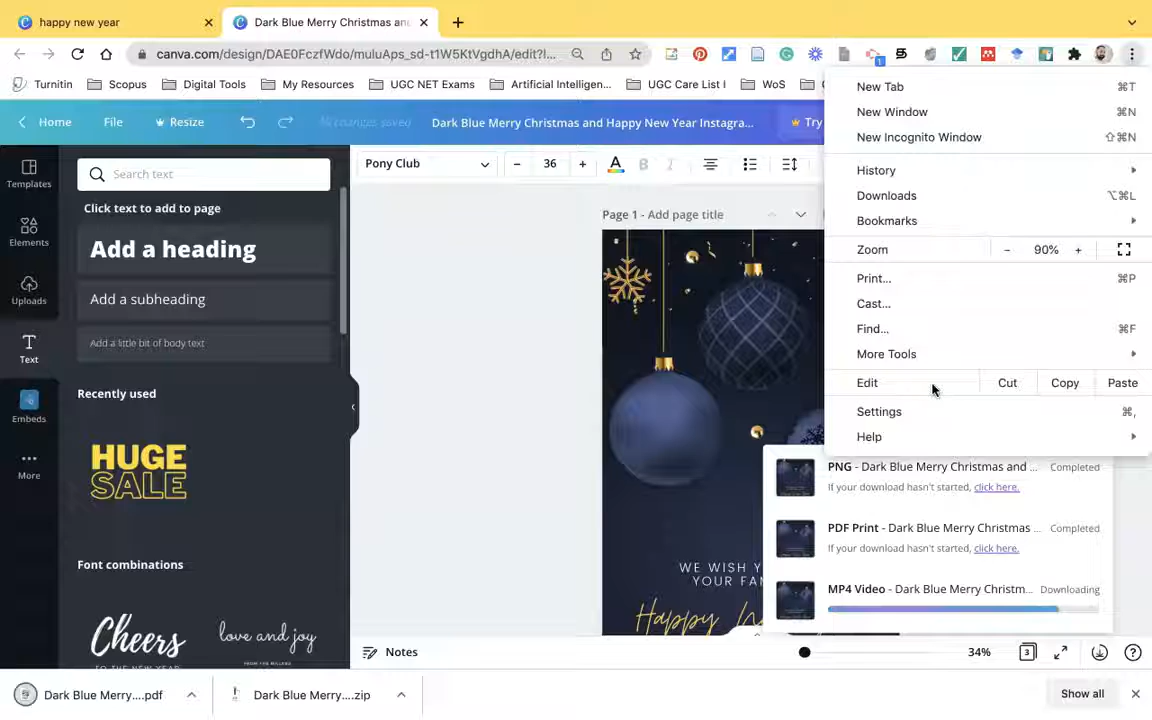 happy new year
Dark Blue Merry Christmas an
canva.com/design/DAE0FczfWdo/muluAps_sd-t1W5KtVgdhA/edit?l...
Turnitin
Scopus
Digital Tools
My Resources
UGC NET Exams
Artificial Intelligen...
UGC Care List I
WoS
Home
File
Resize
All changes saved
Dark Blue Merry Christmas and Happy New Year Instagra...
Try
New Tab ⌘T
New Window ⌘N
New Incognito Window ⇧⌘N
History
Downloads ⌥⌘L
Bookmarks
Zoom - 90% +
Print... ⌘P
Cast...
Find... ⌘F
More Tools
Edit Cut Copy Paste
Settings ⌘,
Help
Templates
Elements
Uploads
Text
Embeds
More
Search text
Click text to add to page
Add a heading
Add a subheading
Add a little bit of body text
Recently used
HUGE
SALE
Font combinations
Cheers
TO THE NEW YEAR
love and joy
Pony Club
- 36 +
A B I
Page 1 - Add page title
WE WISH Y
YOUR FAM
Happy
PNG - Dark Blue Merry Christmas and ... Completed
If your download hasn't started, click here.
PDF Print - Dark Blue Merry Christmas ... Completed
If your download hasn't started, click here.
MP4 Video - Dark Blue Merry Christm... Downloading
Notes
34%
3
Dark Blue Merry....pdf
Dark Blue Merry....zip
Show all